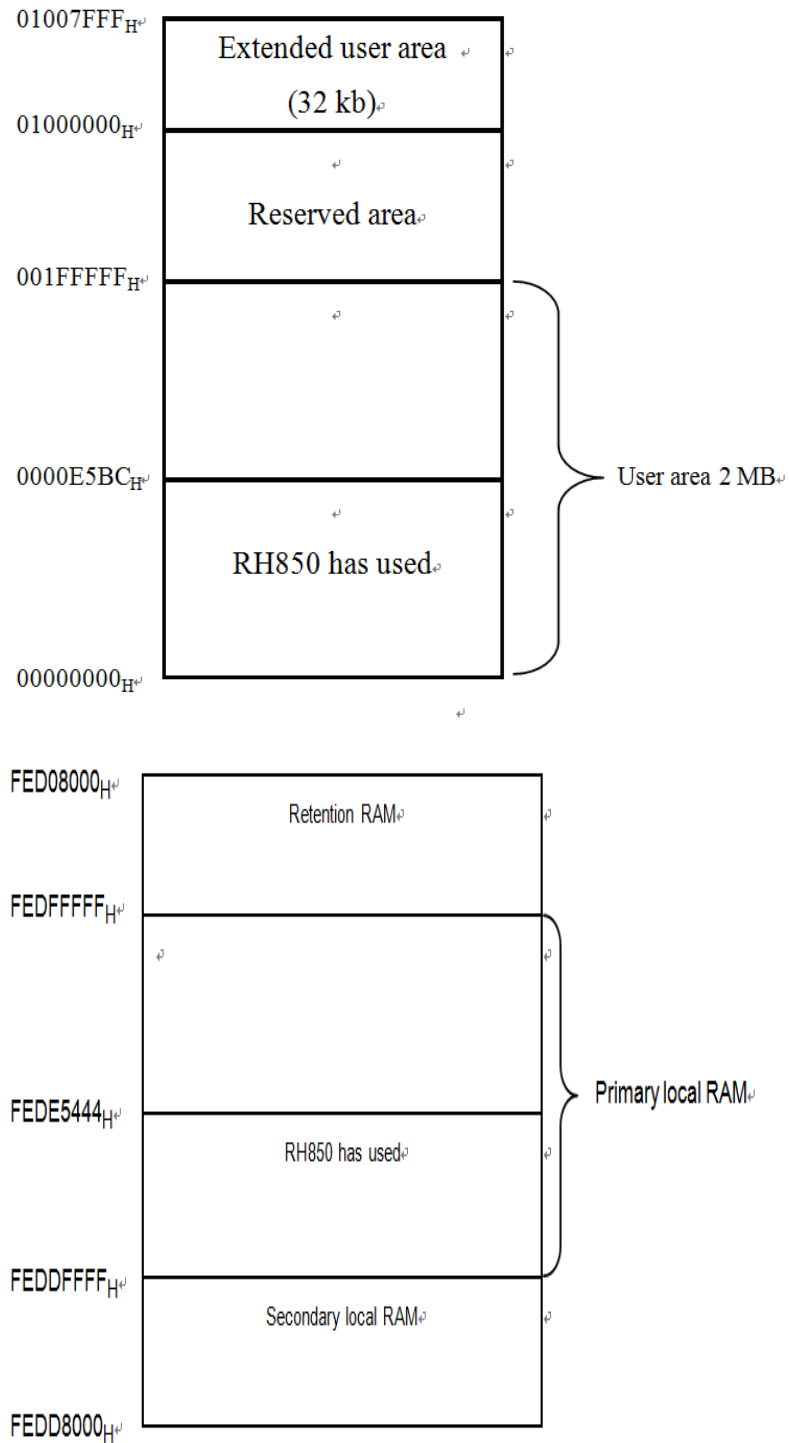 01007FFFH
Extended user area
(32 kb)
01000000H
Reserved area
001FFFFFH
0000E5BCH
User area 2 MB
RH850 has used
00000000H
FED08000H
Retention RAM
FEDFFFFFH
Primary local RAM
FEDE5444H
RH850 has used
FEDDFFFFH
Secondary local RAM
FEDD8000H